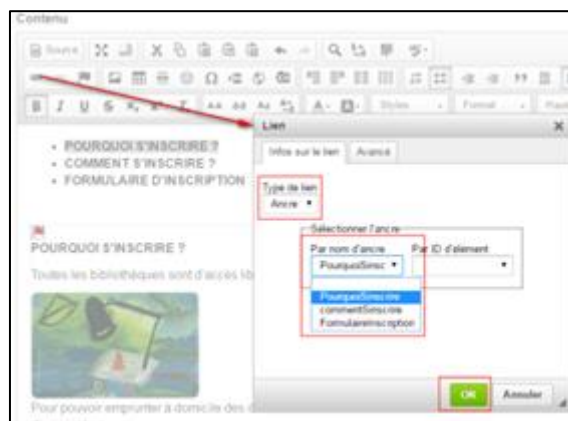 Contenu
Source
B I U S
Styles
Format
POURQUOI S'INSCRIRE ?
COMMENT S'INSCRIRE ?
FORMULAIRE D'INSCRIPTION
POURQUOI S'INSCRIRE ?
Toutes les bibliothèques sont d'accès lib
Pour pouvoir emprunter à domicile des d
Lien
Infos sur le lien
Avancé
Type de lien
Ancre
Sélectionner l'ancre
Par nom d'ancre
Par ID d'élément
PourquoiSinsc
PourquoiSinscrire
commentSinscrire
FormulaireInscription
OK
Annuler